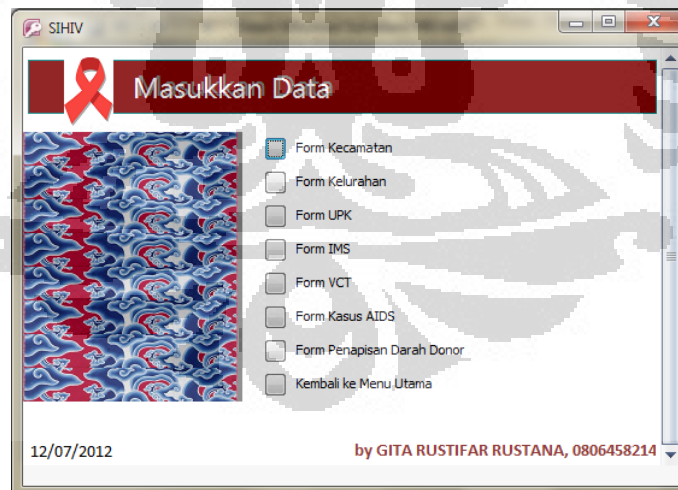 SIHIV
Masukkan Data
Form Kecamatan
Form Kelurahan
Form UPK
Form IMS
Form VCT
Form Kasus AIDS
Form Penapisan Darah Donor
Kembali ke Menu Utama
12/07/2012
by GITA RUSTIFAR RUSTANA, 0806458214